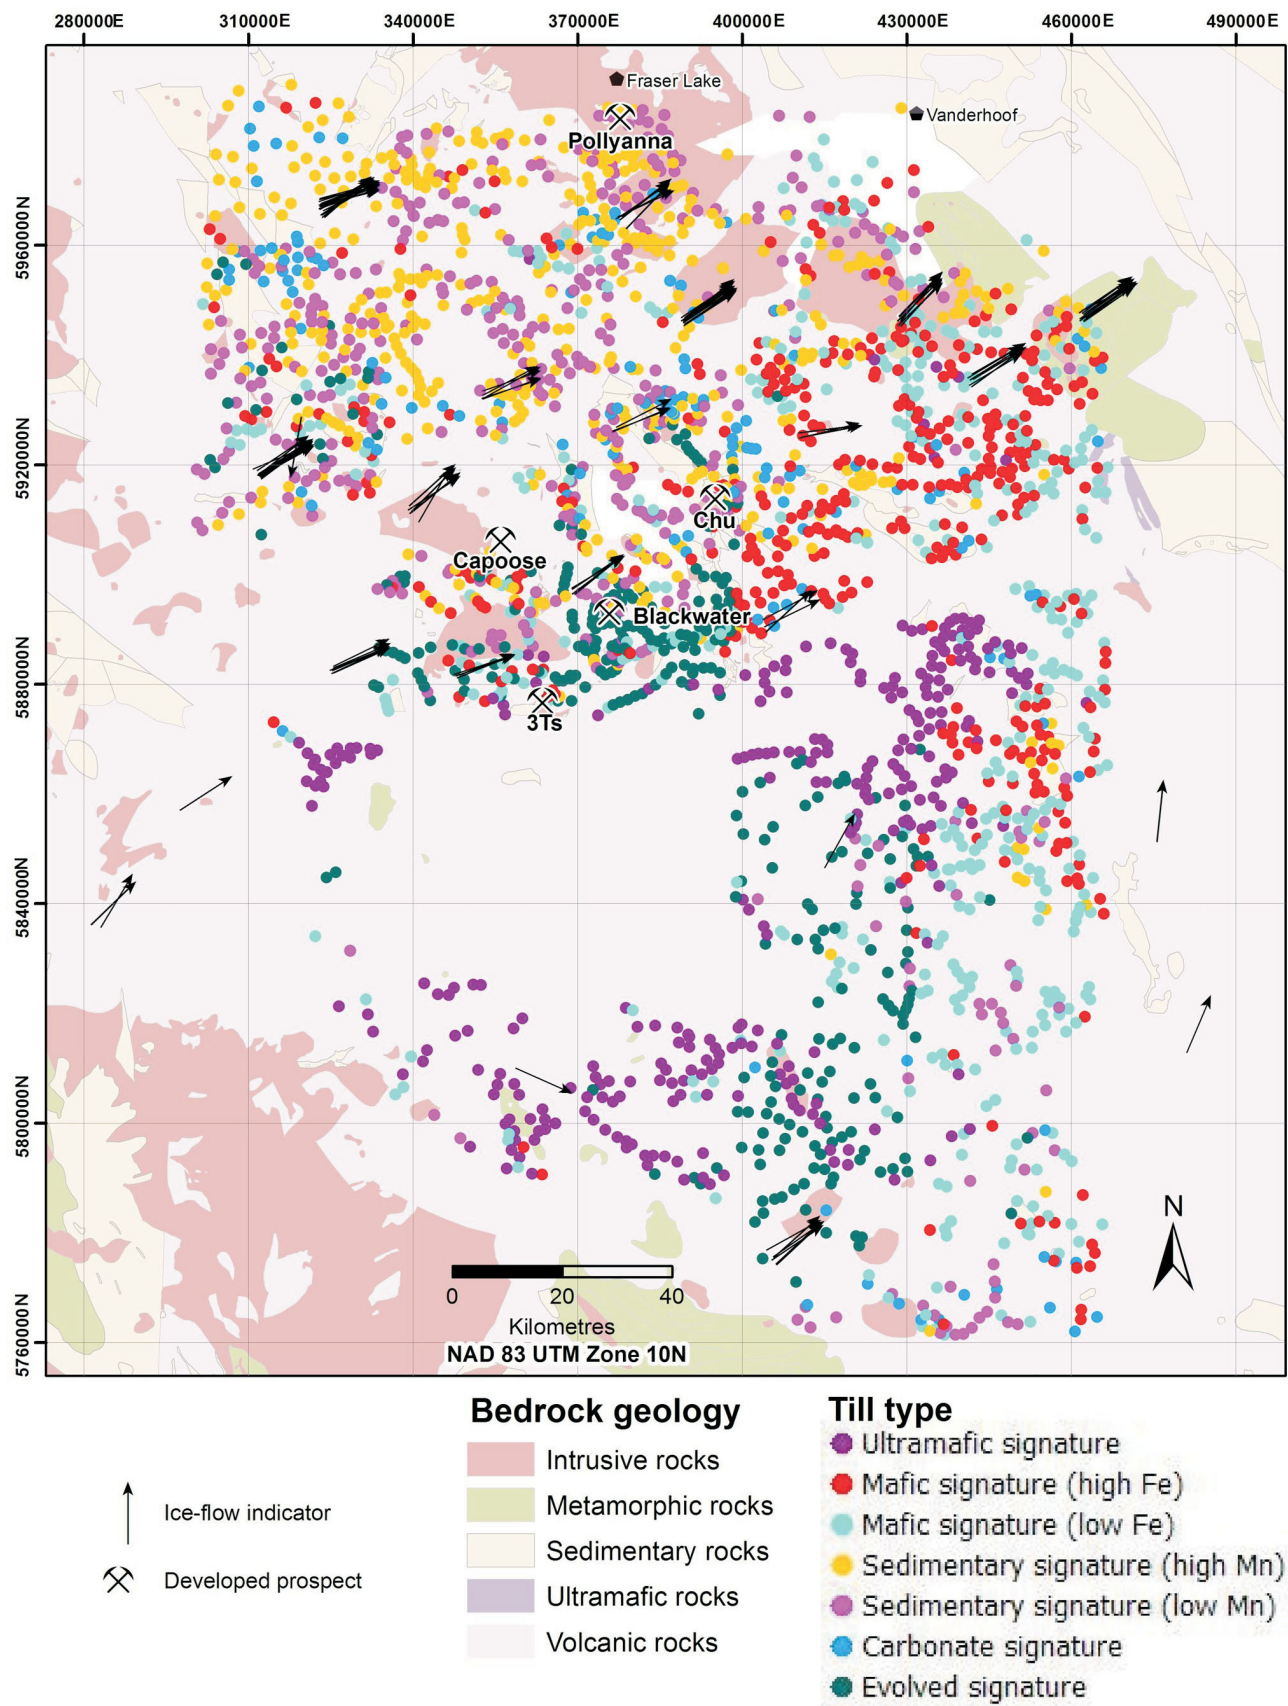 280000E 310000E 340000E 370000E 400000E 430000E 460000E 490000E
Fraser Lake
Vanderhoof
Pollyanna
5960000N
5920000N
Chu
Capoose
Blackwater
5880000N
3Ts
5840000N
5800000N
N
0 20 40
Kilometres
5760000N
NAD 83 UTM Zone 10N
Bedrock geology
Intrusive rocks
Metamorphic rocks
Sedimentary rocks
Ultramafic rocks
Volcanic rocks
Ice-flow indicator
Developed prospect
Till type
Ultramafic signature
Mafic signature (high Fe)
Mafic signature (low Fe)
Sedimentary signature (high Mn)
Sedimentary signature (low Mn)
Carbonate signature
Evolved signature